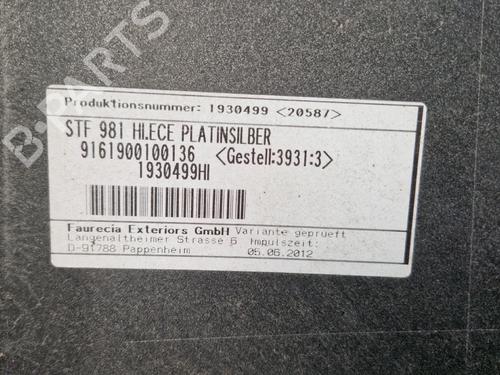 Produktionsnummer: 1930499 <20587>
STF 981 HI.ECE PLATINSILBER
9161900100136 <Gestell:3931:3>
1930499HI
Faurecia Exteriors GmbH Variante geprueft
Langenaltheimer Strasse 6 Impulszeit:
D-91788 Pappenheim 05.06.2012
B-PARTS